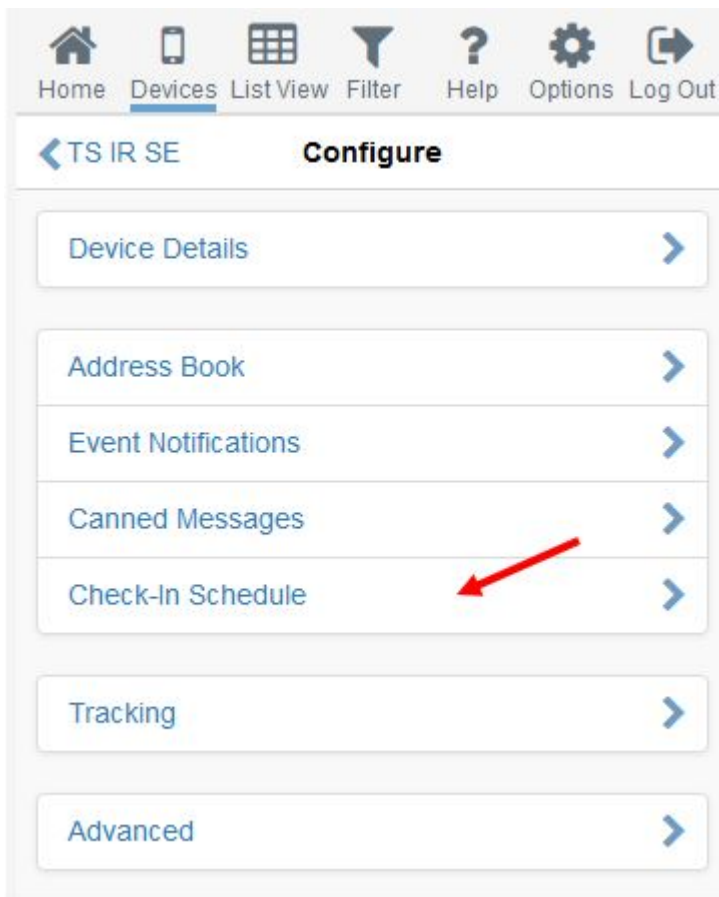 Home Devices List View Filter Help Options Log Out
TS IR SE Configure
Device Details
Address Book
Event Notifications
Canned Messages
Check-In Schedule
Tracking
Advanced